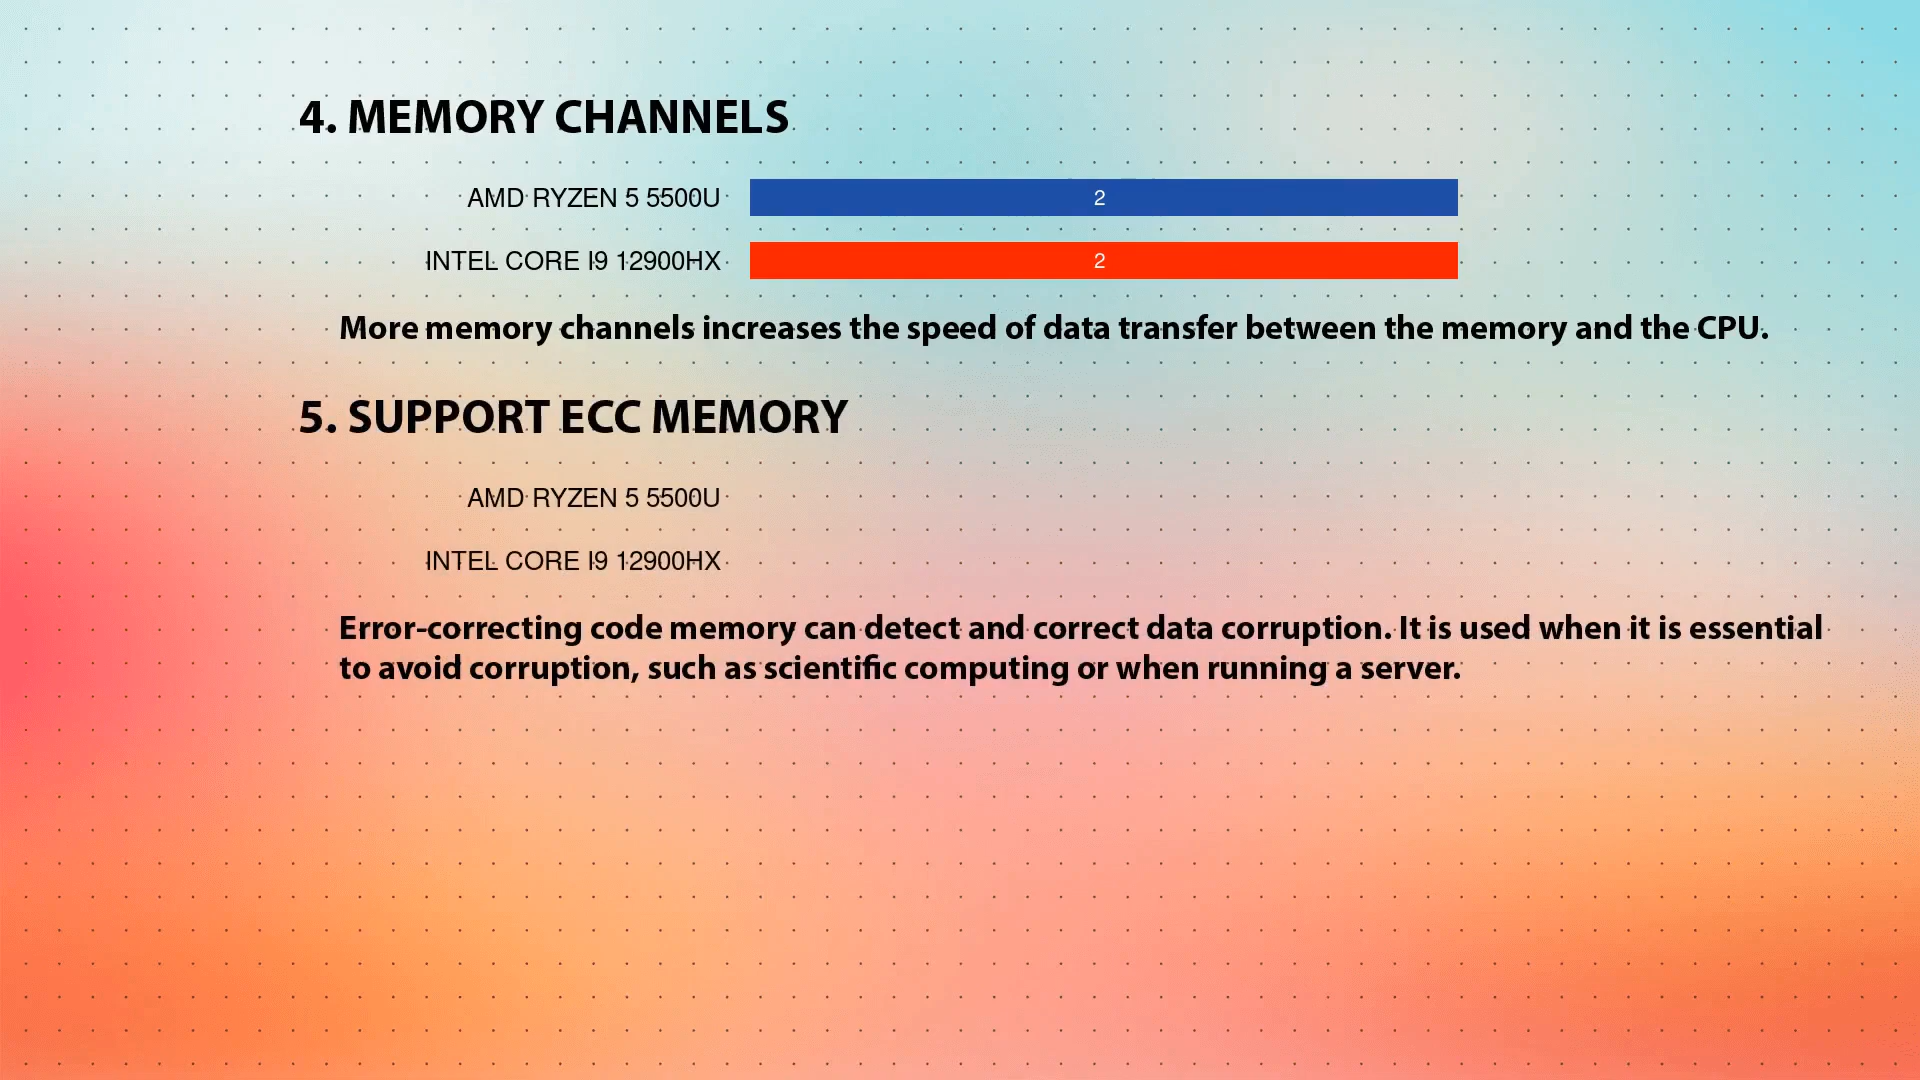 4. MEMORY CHANNELS
AMD RYZEN 5 5500U 2
INTEL CORE I9 12900HX 2
More memory channels increases the speed of data transfer between the memory and the CPU.
5. SUPPORT ECC MEMORY
AMD RYZEN 5 5500U
INTEL CORE I9 12900HX
Error-correcting code memory can detect and correct data corruption. It is used when it is essential
to avoid corruption, such as scientific computing or when running a server.